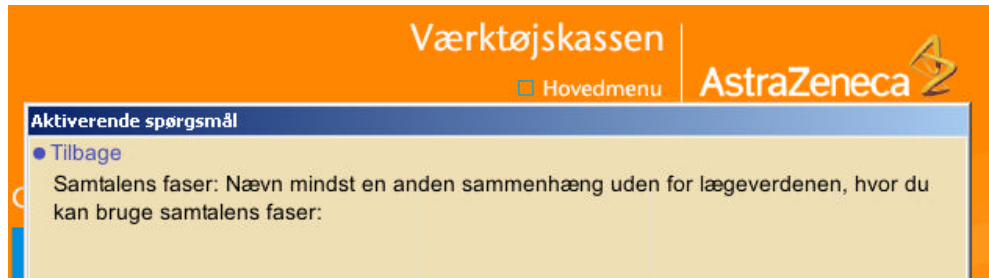 Værktøjskassen
Hovedmenu
AstraZeneca
Aktiverende spørgsmål
Tilbage
Samtalens faser: Nævn mindst en anden sammenhæng uden for lægeverdenen, hvor du
kan bruge samtalens faser: